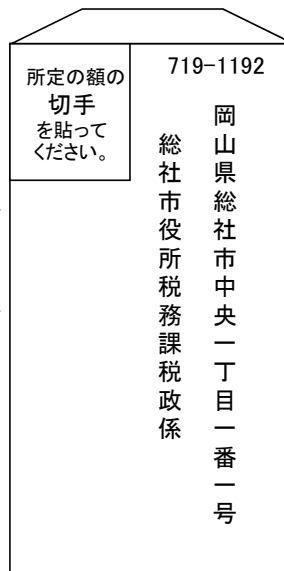 所定の額の
切手
を貼って
ください。
719-1192
岡山県総社市中央一丁目一番一号
総社市役所税務課税政係